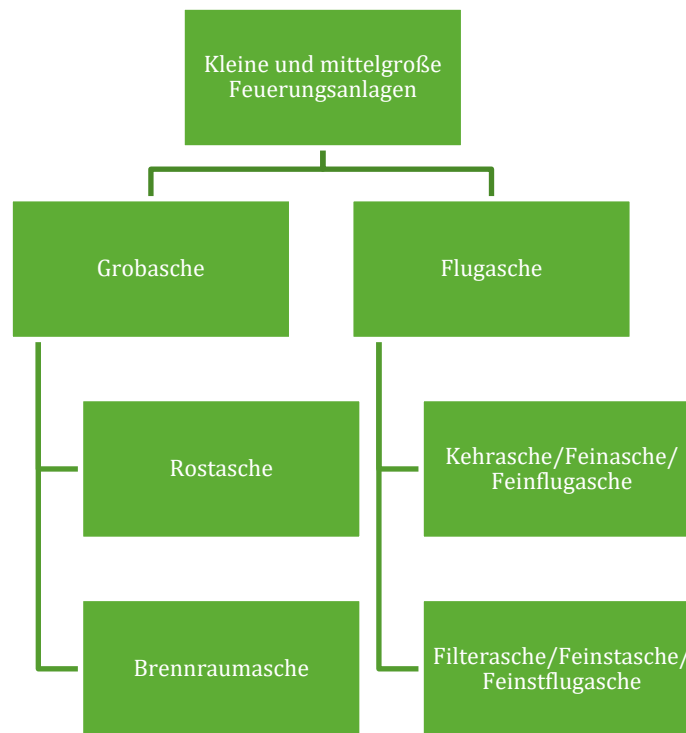 Kleine und mittelgroße
Feuerungsanlagen
Grobasche
Flugasche
Rostasche
Kehrasche/Feinasche/
Feinflugasche
Brennraumasche
Filterasche/Feinstasche/
Feinstflugasche